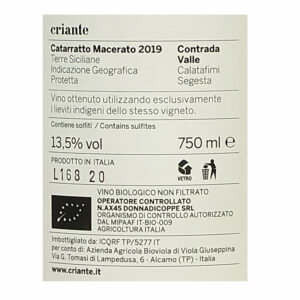 criante
Catarratto Macerato 2019
Terre Siciliane
Indicazione Geografica
Protetta
Contrada
Valle
Calatafimi
Segesta
Vino ottenuto utilizzando esclusivamente
i lieviti indigeni dello stesso vigneto.
Contiene solfiti / Contains sulfites
13,5% vol
750 ml e
PRODOTTO IN ITALIA
L168 20
VETRO
VINO BIOLOGICO NON FILTRATO
OPERATORE CONTROLLATO
N.AX45 DONNADICOPPE SRL
ORGANISMO DI CONTROLLO AUTORIZZATO
DAL MIPAAF IT-BIO-009
AGRICOLTURA ITALIA
Imbottigliato da: ICQRF TP/5277 IT
per conto di: Azienda Agricola Bioviola di Viola Giuseppina
Via G. Tomasi di Lampedusa, 6 - Alcamo (TP) - Italy
www.criante.it